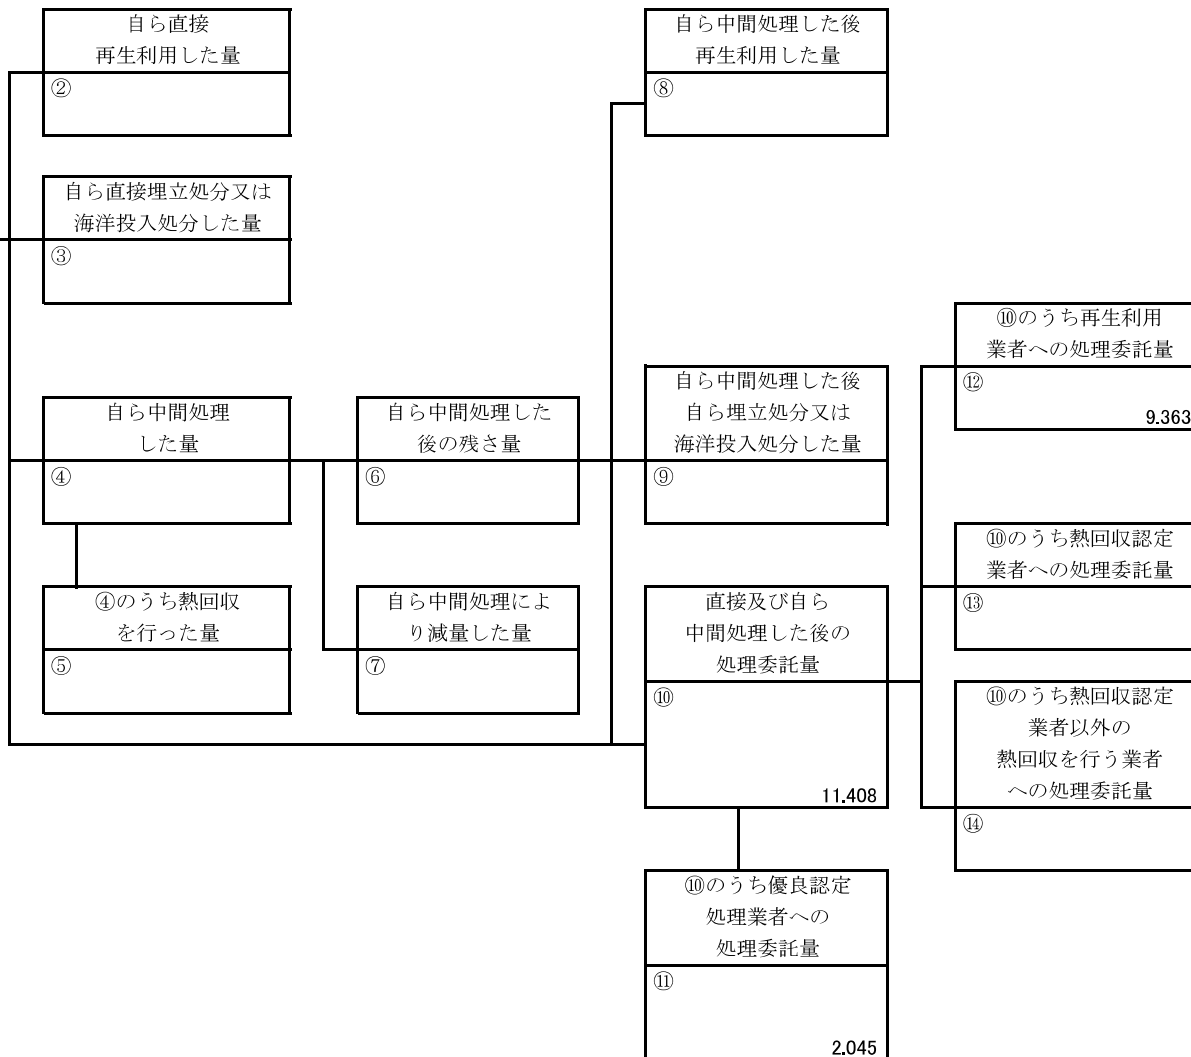 自ら直接
再生利用した量
②
自ら中間処理した後
再生利用した量
⑧
自ら直接埋立処分又は
海洋投入処分した量
③
⑩のうち再生利用
業者への処理委託量
⑫
9.363
自ら中間処理
した量
④
自ら中間処理した
後の残さ量
⑥
自ら中間処理した後
自ら埋立処分又は
海洋投入処分した量
⑨
⑩のうち熱回収認定
業者への処理委託量
⑬
④のうち熱回収
を行った量
⑤
自ら中間処理によ
り減量した量
⑦
直接及び自ら
中間処理した後の
処理委託量
⑩
11.408
⑩のうち熱回収認定
業者以外の
熱回収を行う業者
への処理委託量
⑭
⑩のうち優良認定
処理業者への
処理委託量
⑪
2.045